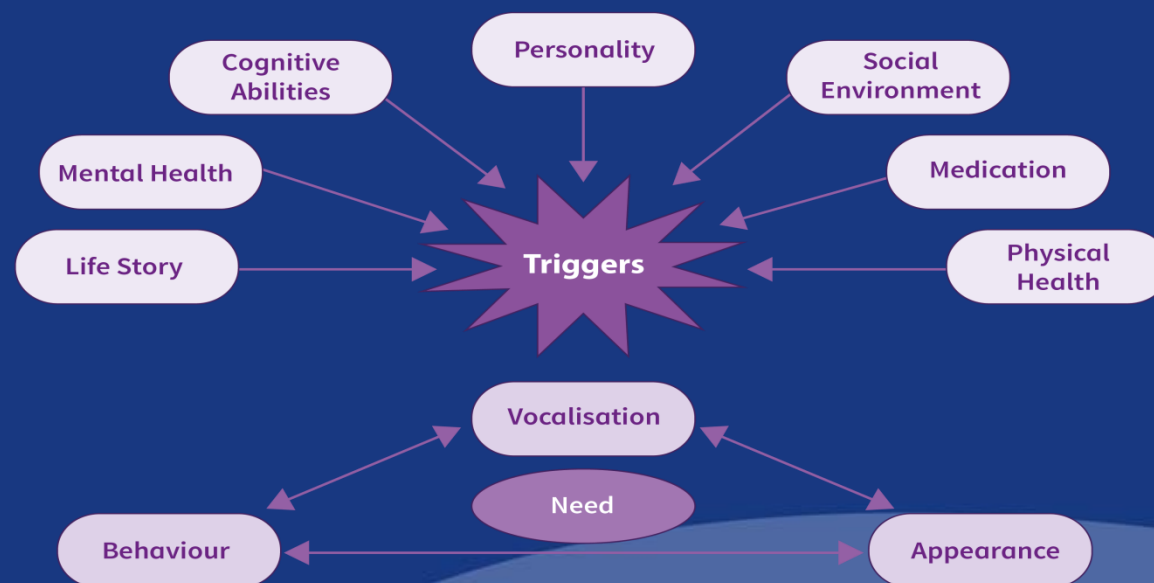 Personality
Cognitive
Abilities
Social
Environment
Mental Health
Medication
Life Story
Triggers
Physical
Health
Vocalisation
Need
Behaviour
Appearance